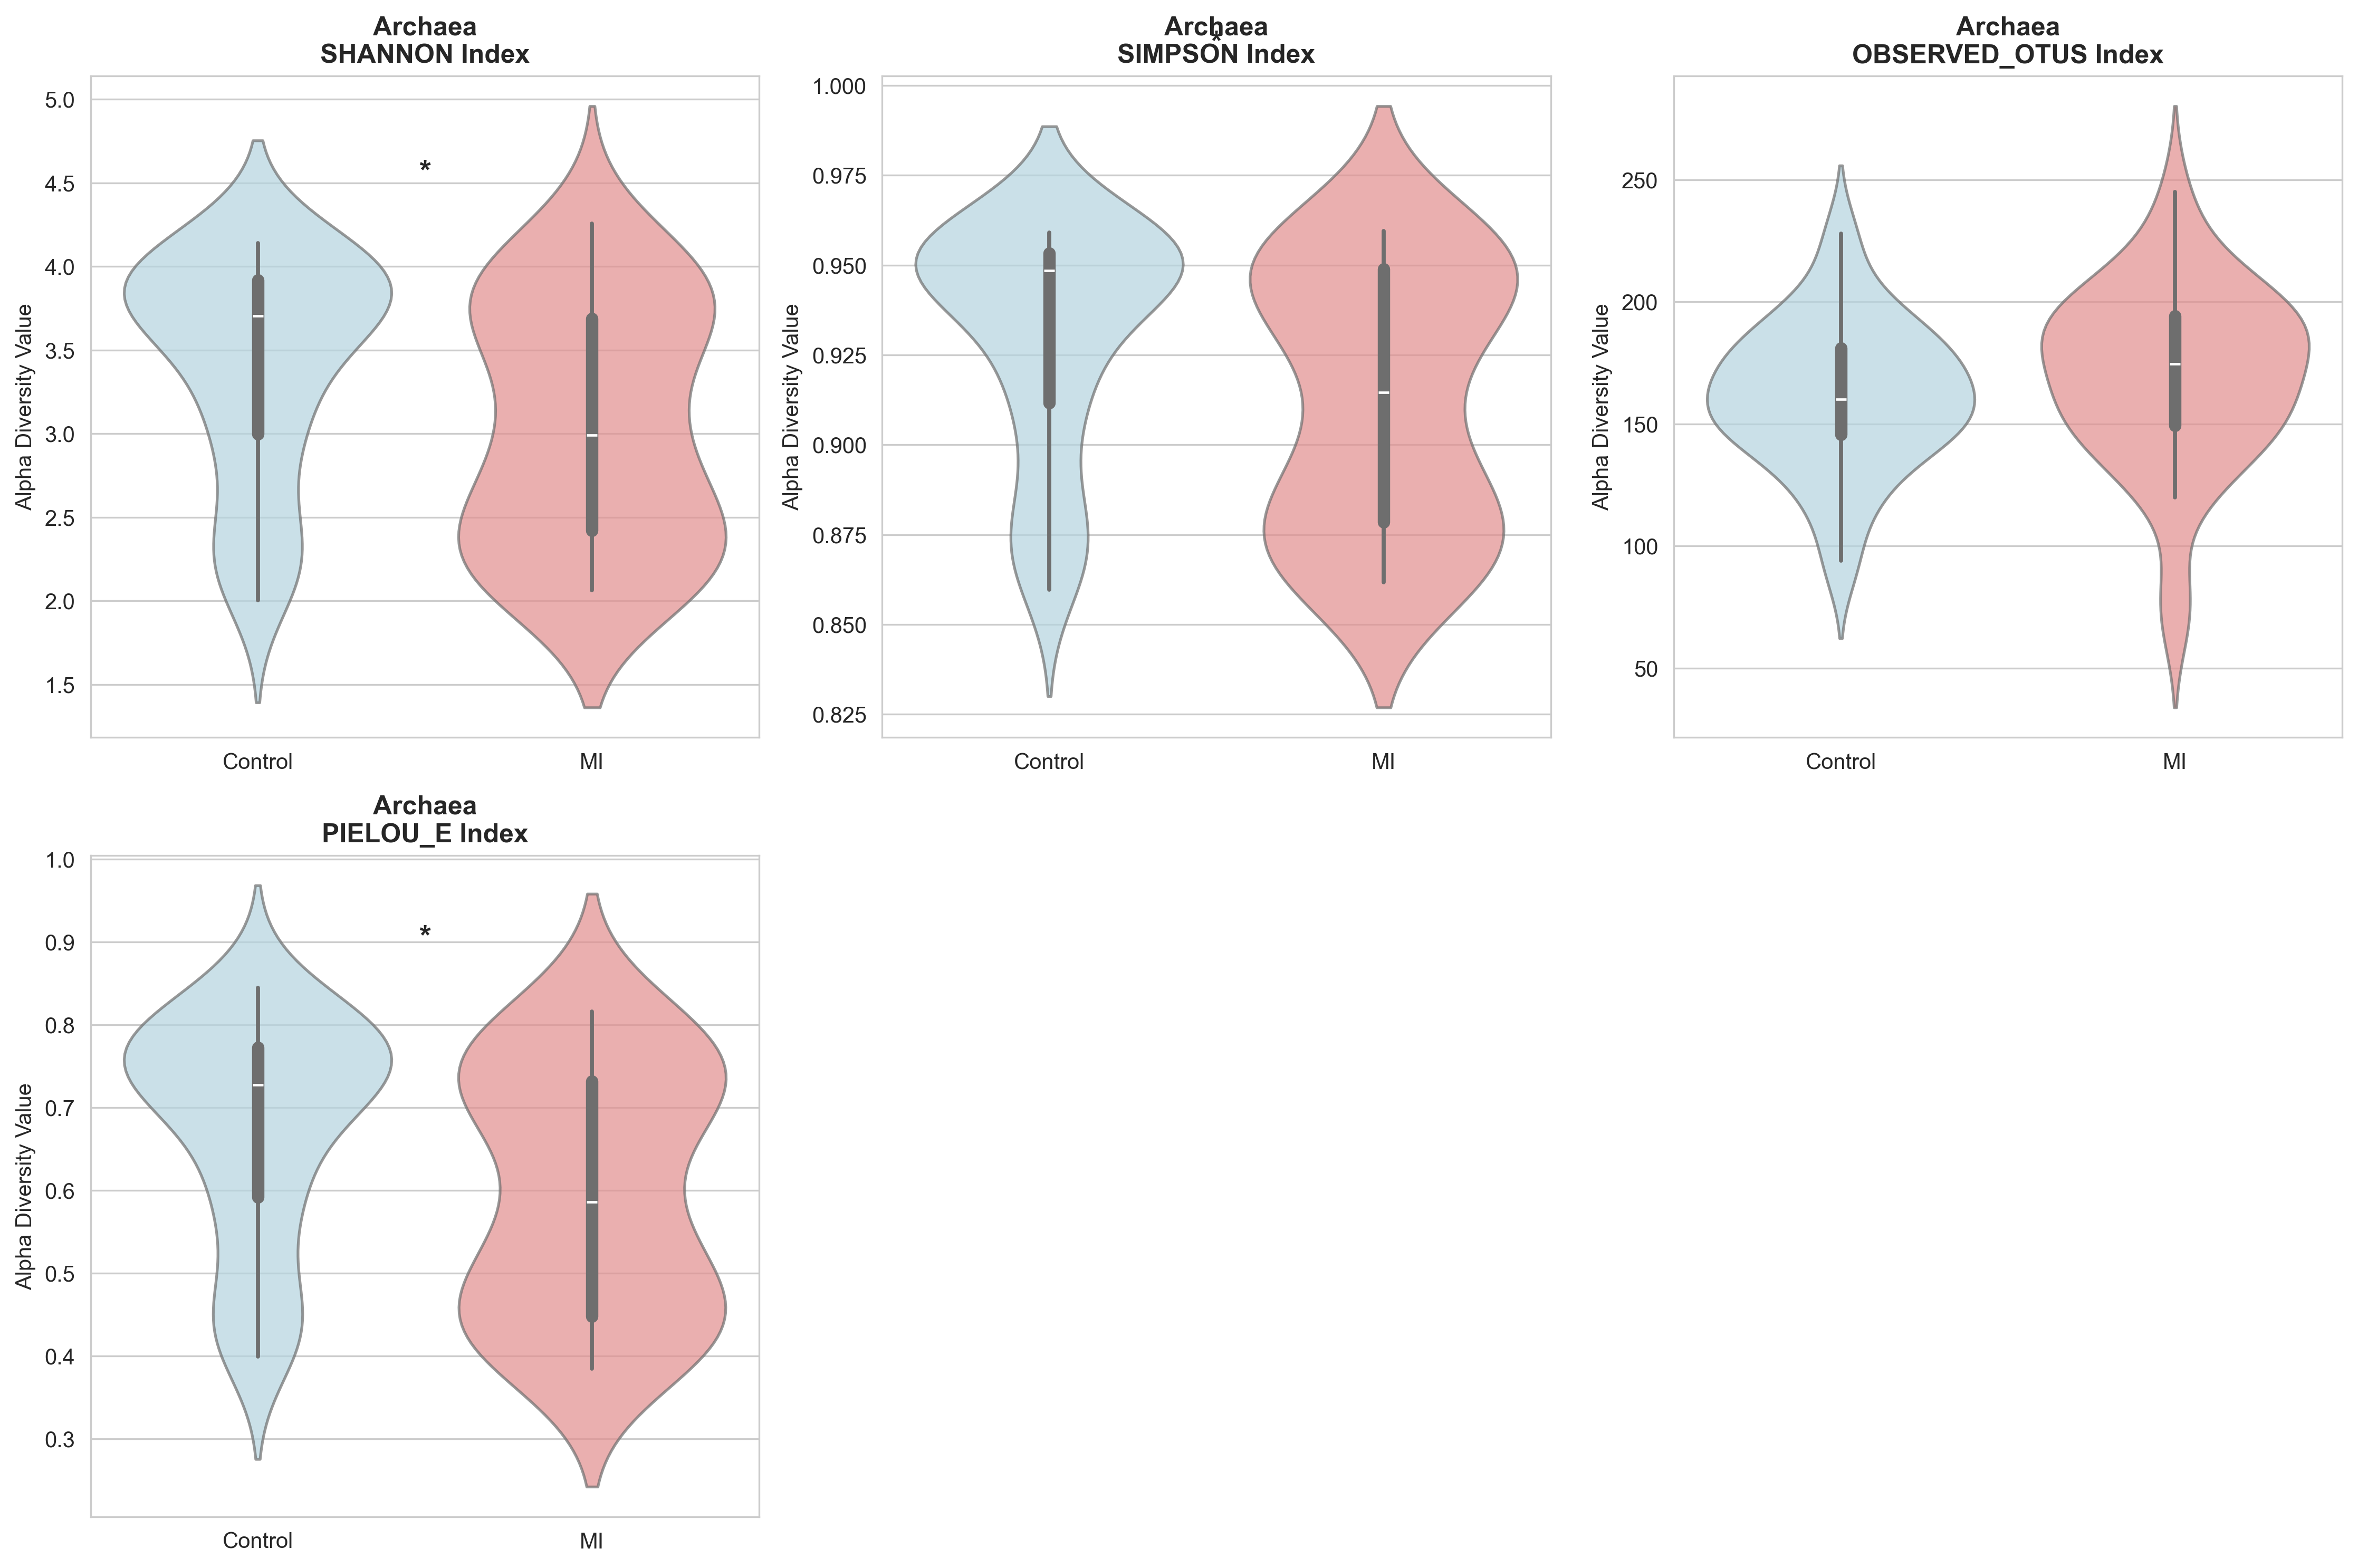 Archaea
SHANNON Index
Alpha Diversity Value
5.0
4.5
4.0
3.5
3.0
2.5
2.0
1.5
*
Control
MI
Archaea
SIMPSON Index
*
Alpha Diversity Value
1.000
0.975
0.950
0.925
0.900
0.875
0.850
0.825
Control
MI
Archaea
OBSERVED_OTUS Index
Alpha Diversity Value
250
200
150
100
50
Control
MI
Archaea
PIELOU_E Index
Alpha Diversity Value
1.0
0.9
0.8
0.7
0.6
0.5
0.4
0.3
*
Control
MI